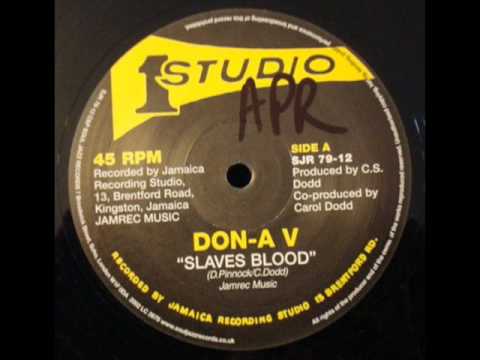 1 STUDIO
APR
45 RPM
Recorded by Jamaica
Recording Studio,
13, Brentford Road,
Kingston, Jamaica
JAMREC MUSIC
SIDE A
SJR 79-12
Produced by C.S.
Dodd
Co-produced by
Carol Dodd
DON-A V
"SLAVES BLOOD"
(D.Pinnock/C.Dodd)
Jamrec Music
RECORDED BY JAMAICA RECORDING STUDIO 13 BRENTFORD RD.